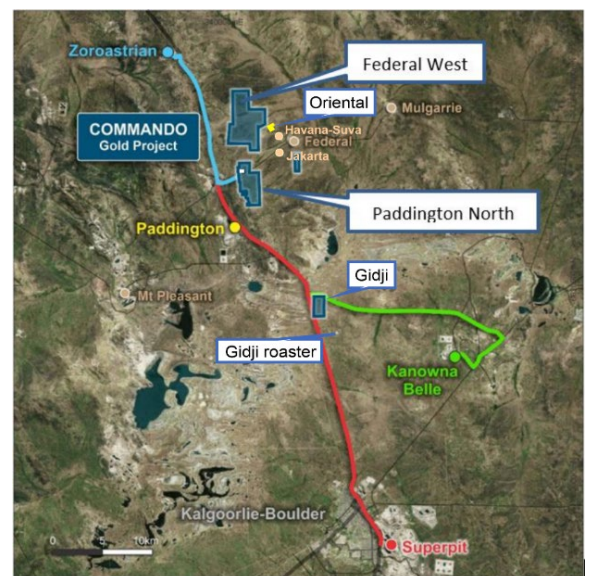 Zoroastrian
Federal West
Oriental
Mulgarrie
COMMANDO
Gold Project
Havana-Suva
Federal
Jakarta
Paddington North
Paddington
Gidji
Mt Pleasant
Gidji roaster
Kanowna
Belle
Kalgoorlie-Boulder
0 5 10km
Superpit